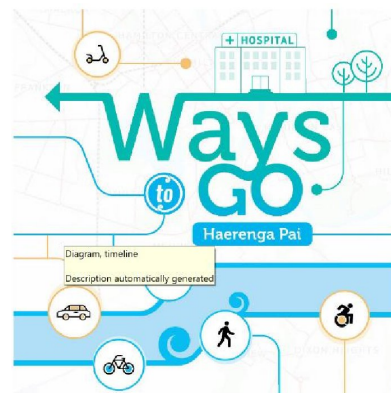 HOSPITAL
Ways
to
GO
Haerenga Pai
Diagram, timeline
Description automatically generated